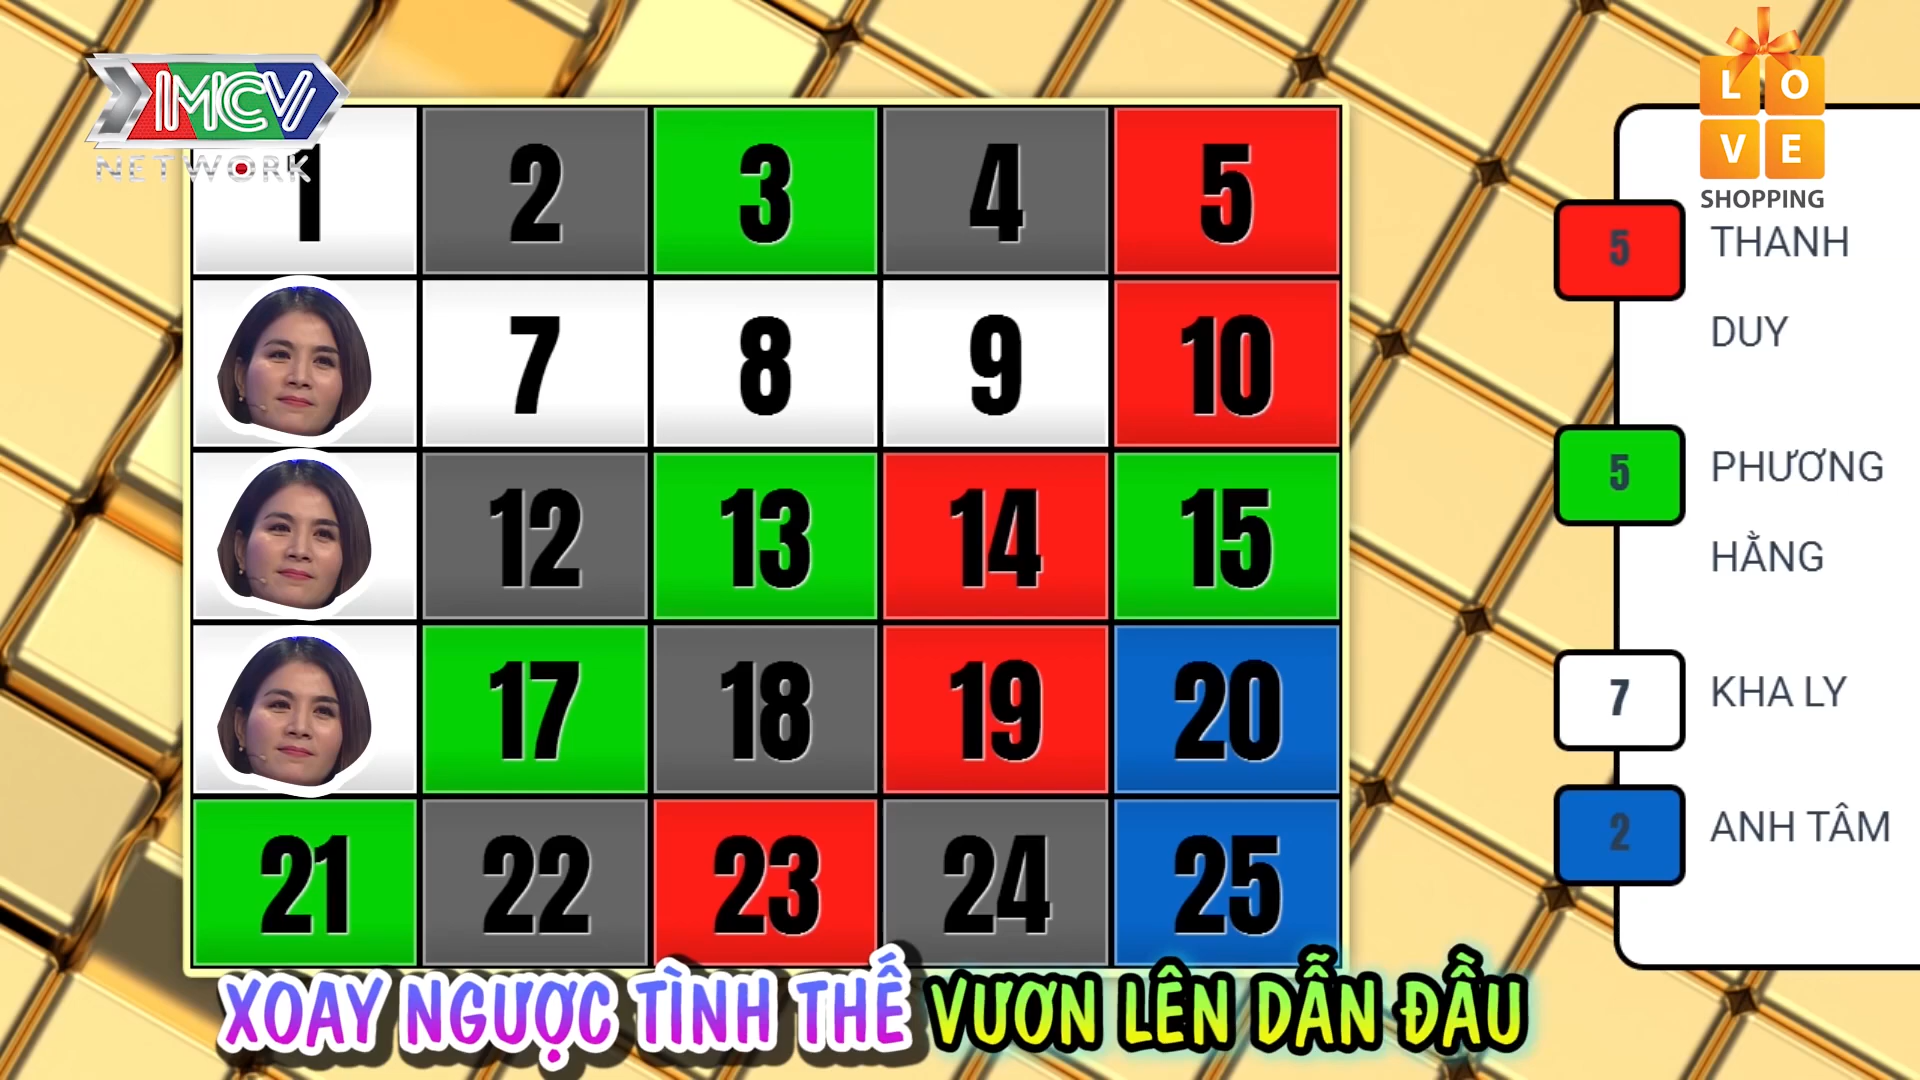 MCV
NETWORK
L O
V E
SHOPPING
1 2 3 4 5
7 8 9 10
12 13 14 15
17 18 19 20
21 22 23 24 25
5 THANH
DUY
5 PHƯƠNG
HẰNG
7 KHA LY
2 ANH TÂM
XOAY NGƯỢC TÌNH THẾ VƯƠN LÊN DẪN ĐẦU